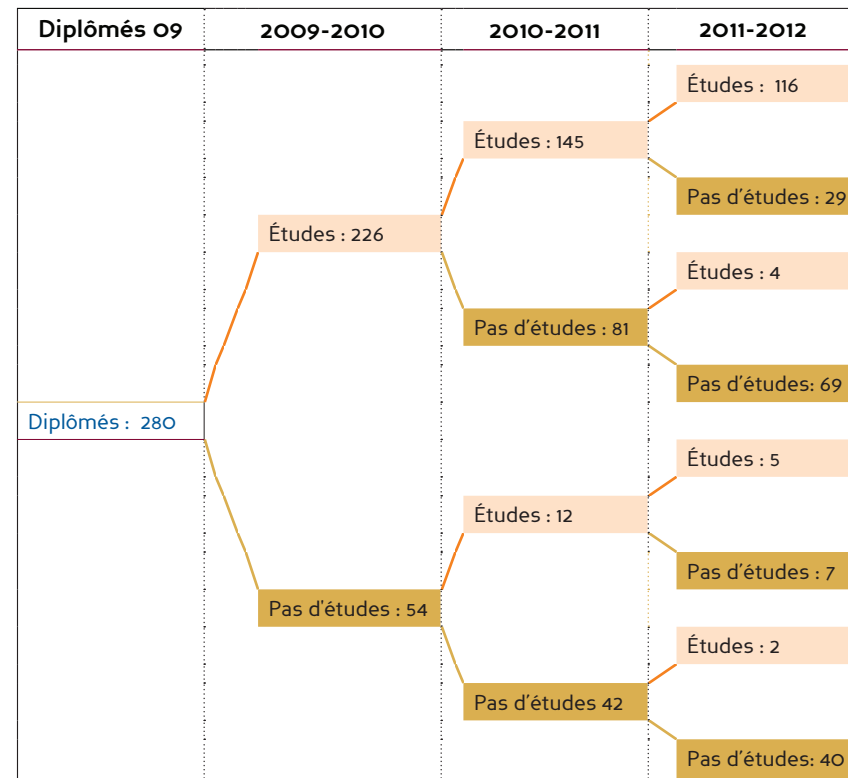 Diplômés 09 2009-2010 2010-2011 2011-2012
Études : 116
Études : 145
Pas d'études : 29
Études : 226
Études : 4
Pas d'études : 81
Pas d'études: 69
Diplômés : 280
Études : 5
Études : 12
Pas d'études : 7
Pas d'études : 54
Études : 2
Pas d'études 42
Pas d'études: 40